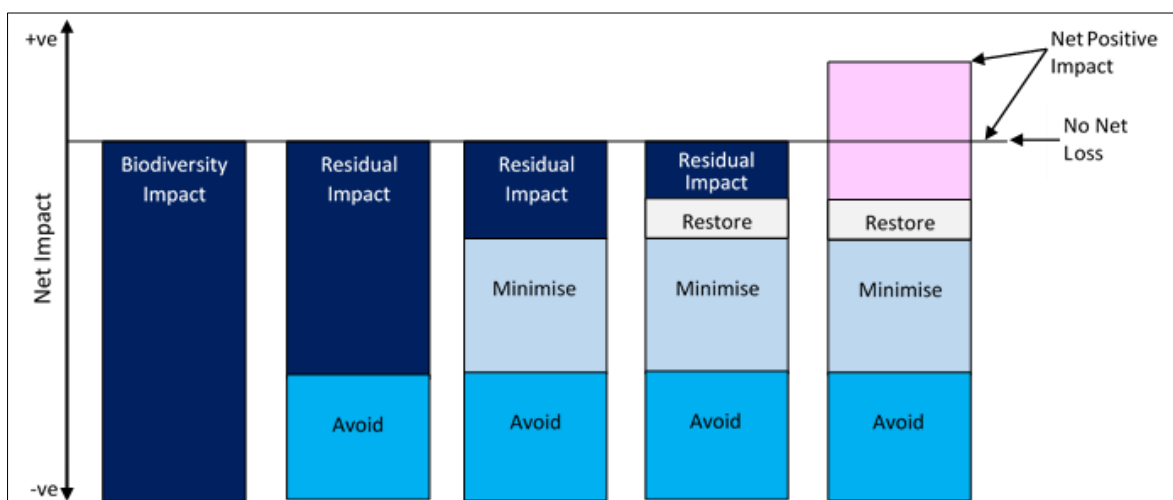 +ve
Net Positive
Impact
No Net
Loss
Biodiversity
Impact
Residual
Impact
Residual
Impact
Residual
Impact
Restore
Restore
Net Impact
Minimise
Minimise
Minimise
Avoid
Avoid
Avoid
Avoid
-ve